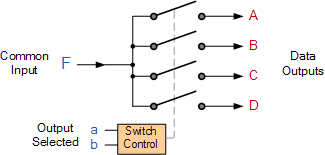 A
B
Common
Input
F
Data
Outputs
C
D
Output
Selected
a
b
Switch
Control